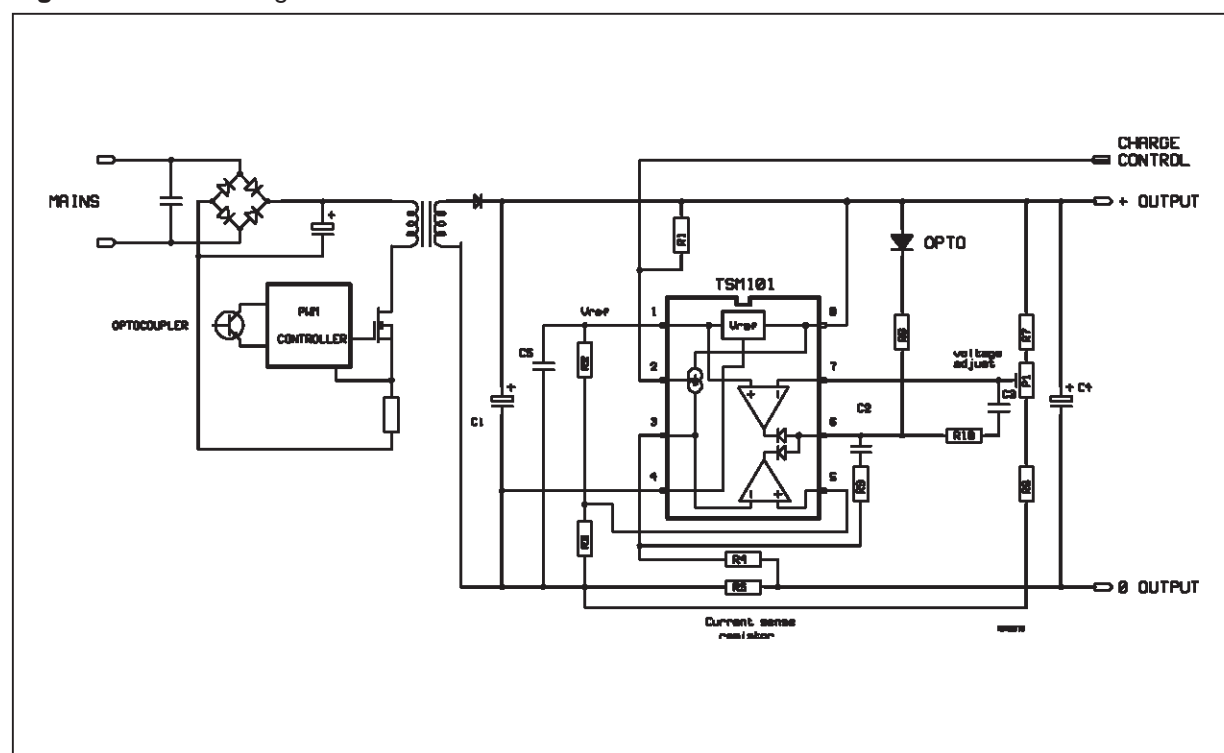 CHARGE
CONTROL
MAINS
+ OUTPUT
+
R1
OPTO
TSM101
PWM
CONTROLLER
OPTOCOUPLER
Vref
1
Vref
8
R7
C5
R2
voltage
adjust
2
7
P1
+
C1
+ -
C2
C3
+ C4
3
6
R10
4
- +
5
R9
R3
R4
R5
0 OUTPUT
Current sense
resistor